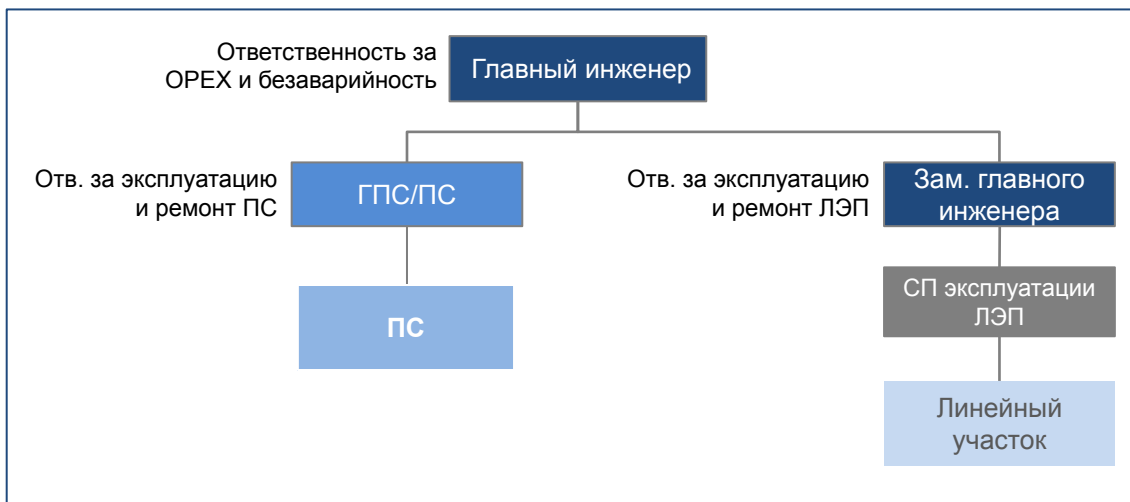 Ответственность за
OPEX и безаварийность
Главный инженер
Отв. за эксплуатацию
и ремонт ПС
ГПС/ПС
Отв. за эксплуатацию
и ремонт ЛЭП
Зам. главного
инженера
ПС
СП эксплуатации
ЛЭП
Линейный
участок